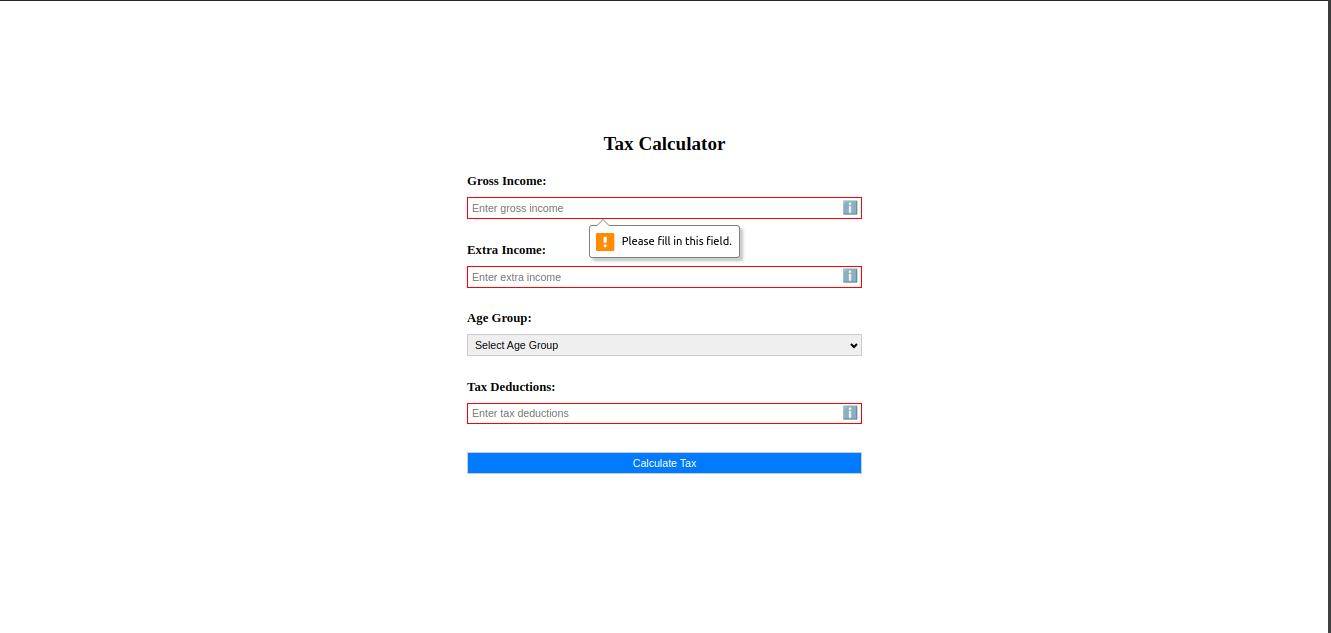 Tax Calculator
Gross Income:
Enter gross income
Please fill in this field.
Extra Income:
Enter extra income
Age Group:
Select Age Group
Tax Deductions:
Enter tax deductions
Calculate Tax